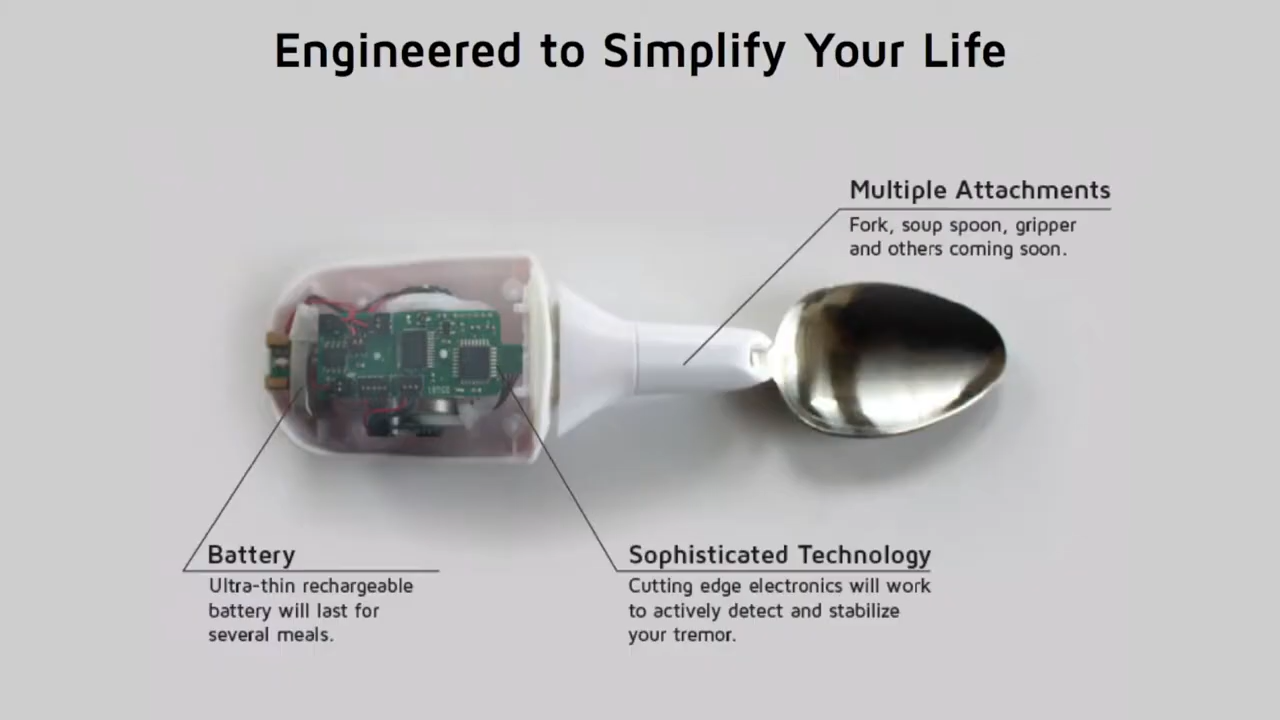 Engineered to Simplify Your Life
Multiple Attachments
Fork, soup spoon, gripper
and others coming soon.
Battery
Ultra-thin rechargeable
battery will last for
several meals.
Sophisticated Technology
Cutting edge electronics will work
to actively detect and stabilize
your tremor.